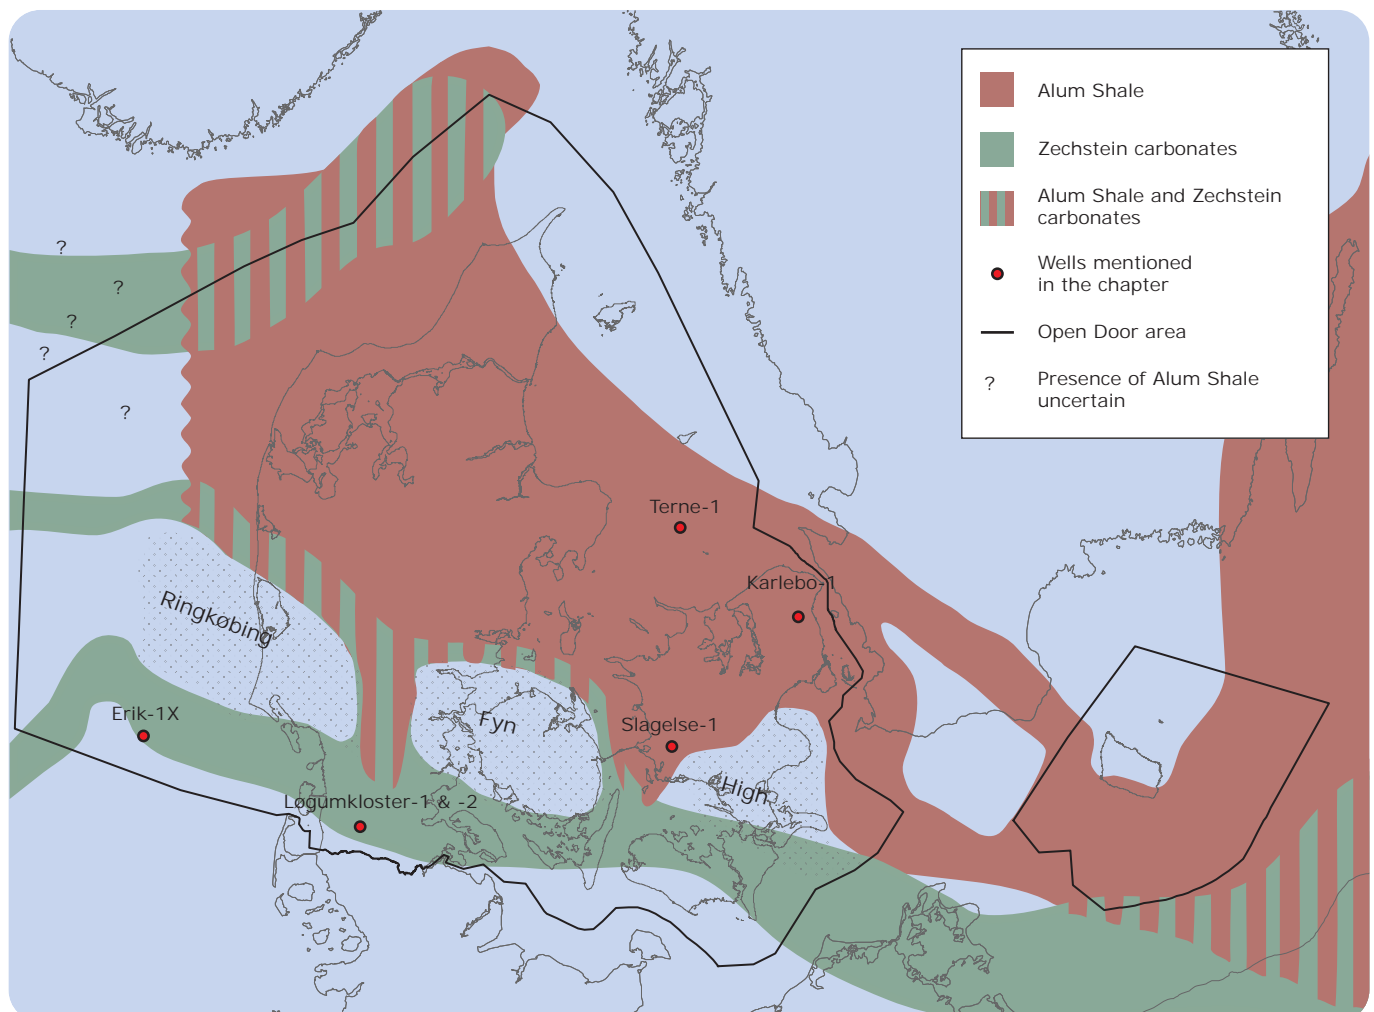 Alum Shale
Zechstein carbonates
Alum Shale and Zechstein
carbonates
Wells mentioned
in the chapter
Open Door area
?
Presence of Alum Shale
uncertain
?
?
?
?
?
Terne-1
Karlebo-1
Ringkøbing
Erik-1X
Fyn
Slagelse-1
High
Løgumkloster-1 & -2